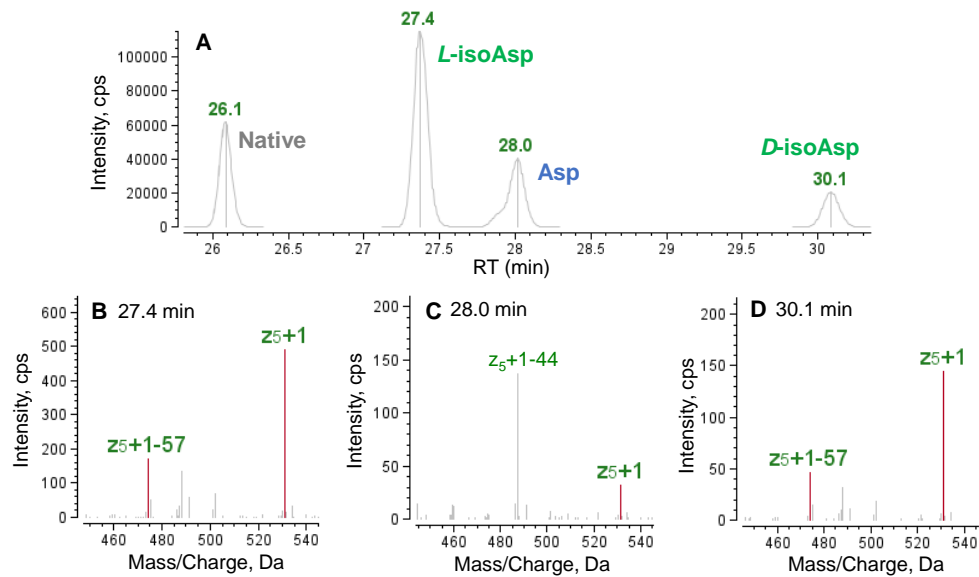 A
Intensity, cps
100000
80000
60000
40000
20000
0
26.1
Native
27.4
L-isoAsp
28.0
Asp
D-isoAsp
30.1
26 26.5 27 27.5 28 28.5 29 29.5 30
RT (min)
B 27.4 min
Intensity, cps
600
500
400
300
200
100
0
z5+1
z5+1-57
460 480 500 520 540
Mass/Charge, Da
C 28.0 min
Intensity, cps
200
150
100
50
0
z5+1-44
z5+1
460 480 500 520 540
Mass/Charge, Da
D 30.1 min
Intensity, cps
200
150
100
50
0
z5+1
z5+1-57
460 480 500 520 540
Mass/Charge, Da